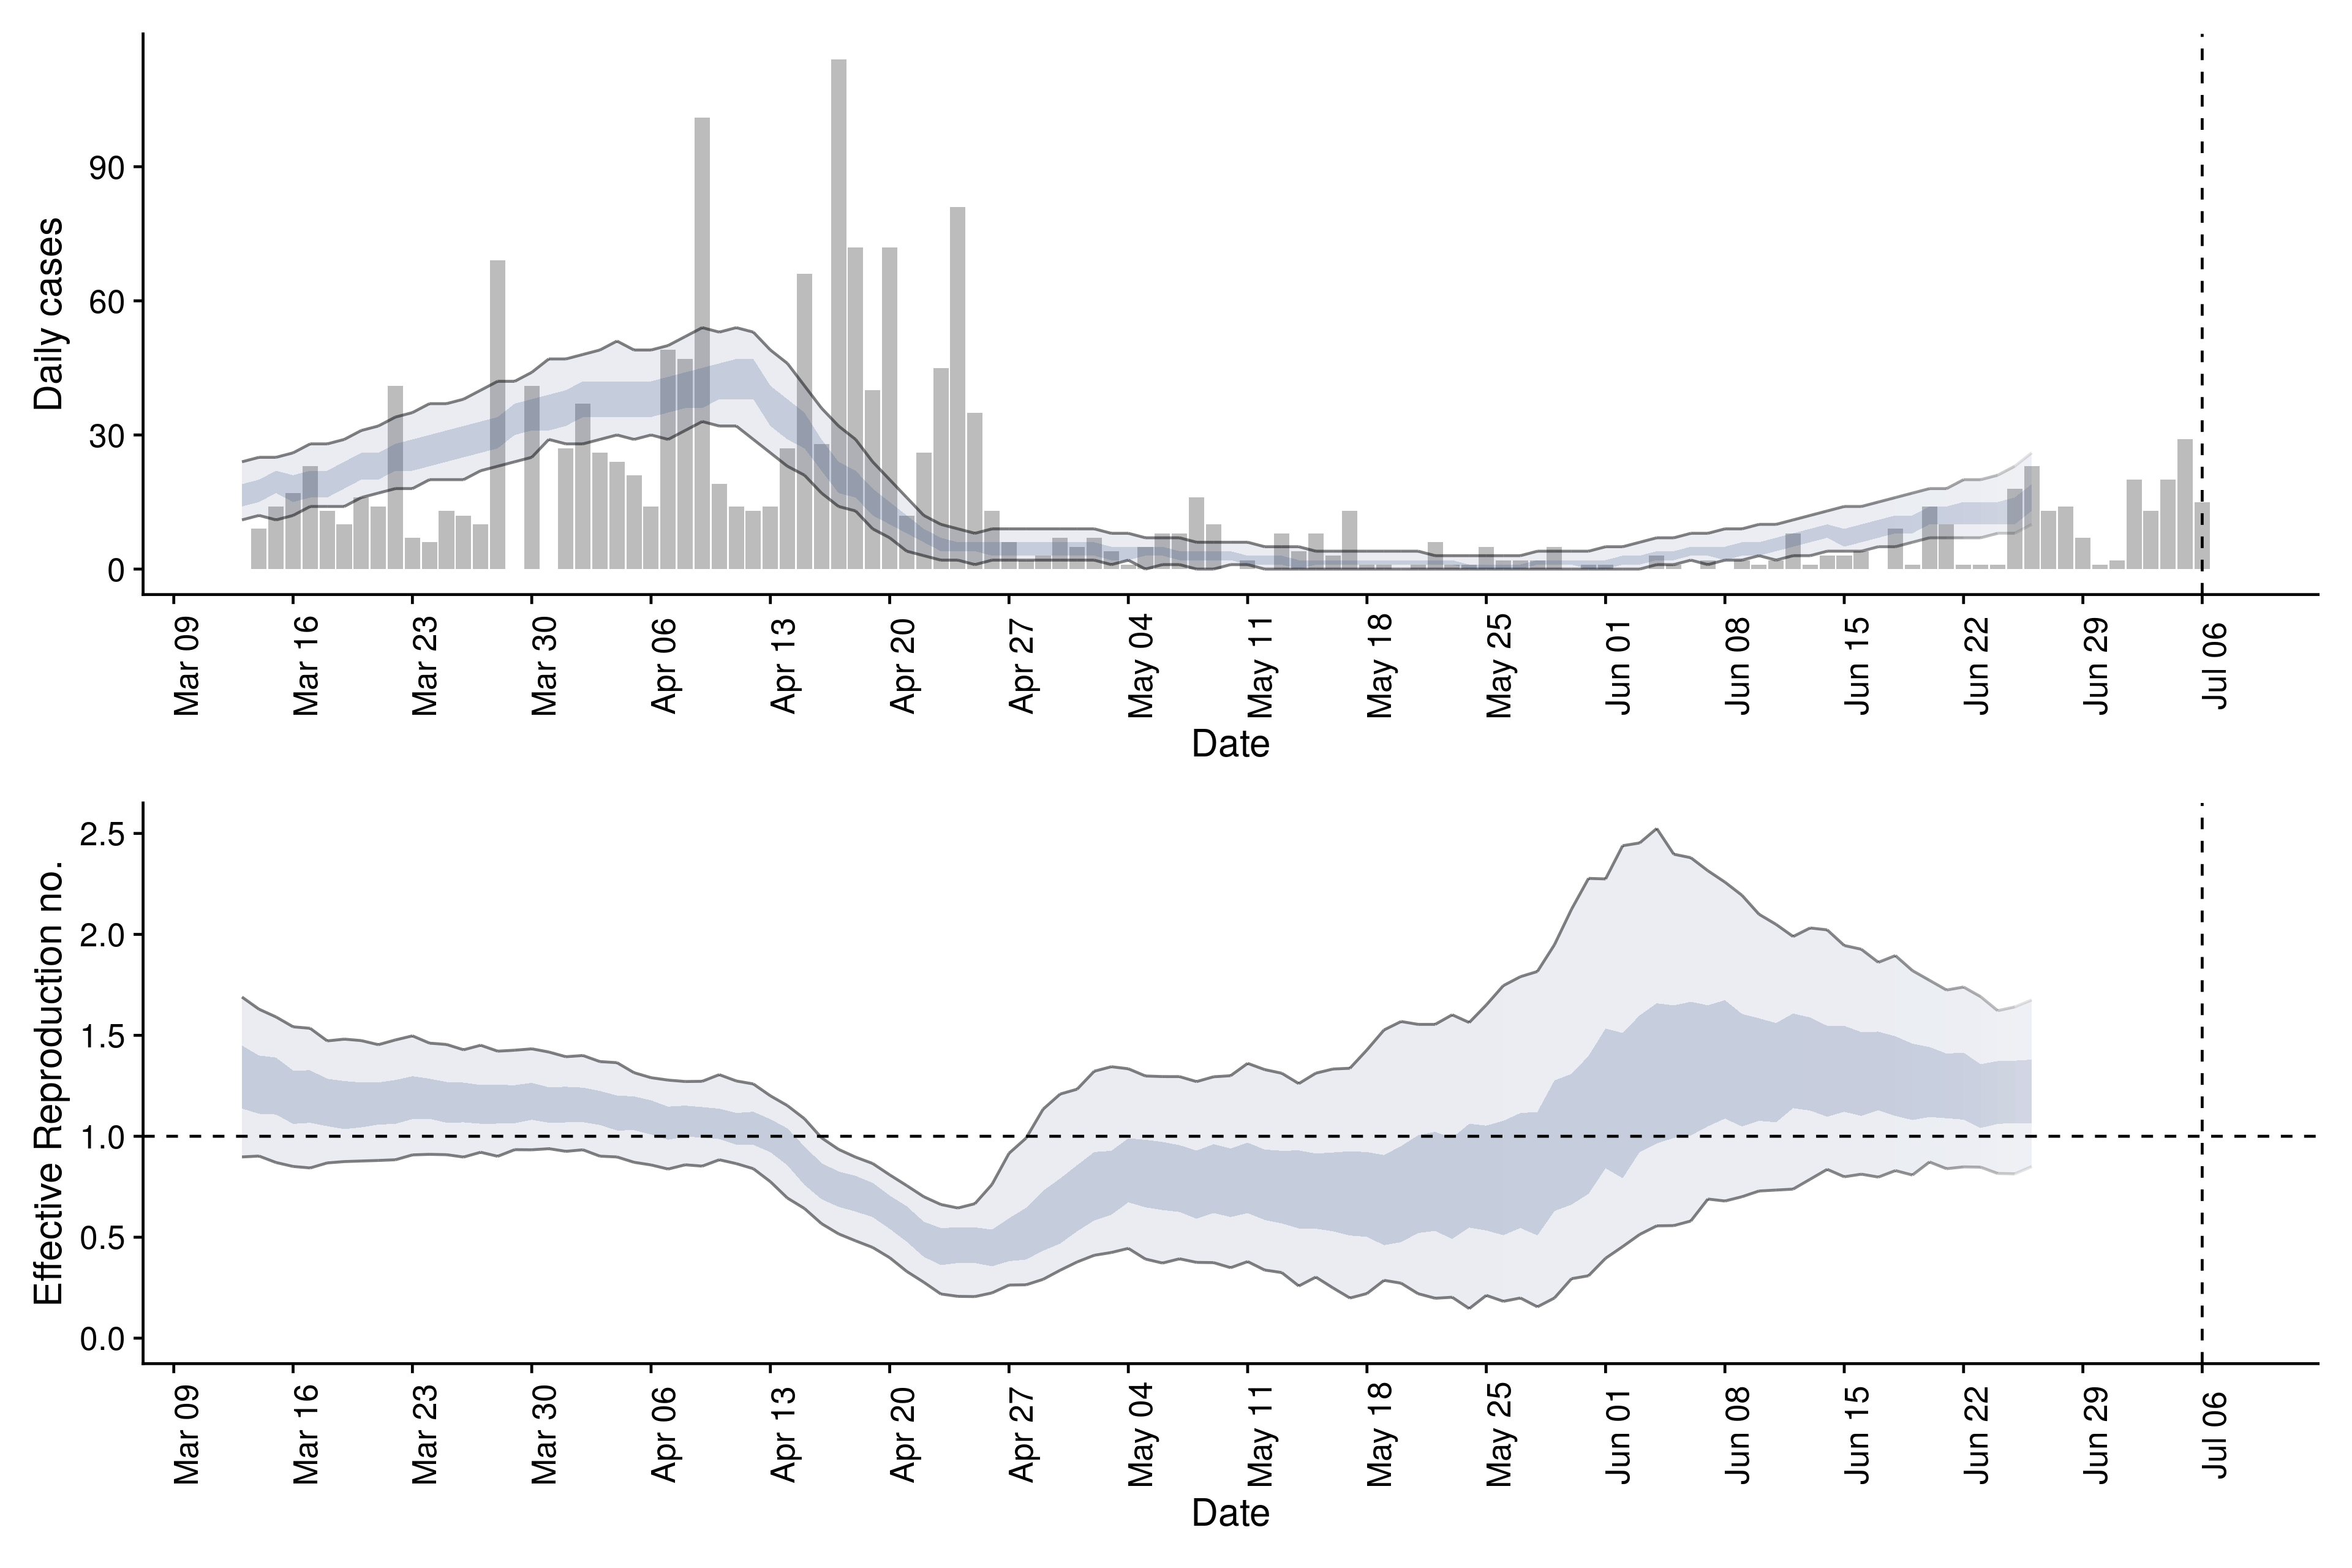 Daily cases
90
60
30
0
Mar 09
Mar 16
Mar 23
Mar 30
Apr 06
Apr 13
Apr 20
Apr 27
May 04
May 11
May 18
May 25
Jun 01
Jun 08
Jun 15
Jun 22
Jun 29
Jul 06
Date
Effective Reproduction no.
2.5
2.0
1.5
1.0
0.5
0.0
Mar 09
Mar 16
Mar 23
Mar 30
Apr 06
Apr 13
Apr 20
Apr 27
May 04
May 11
May 18
May 25
Jun 01
Jun 08
Jun 15
Jun 22
Jun 29
Jul 06
Date